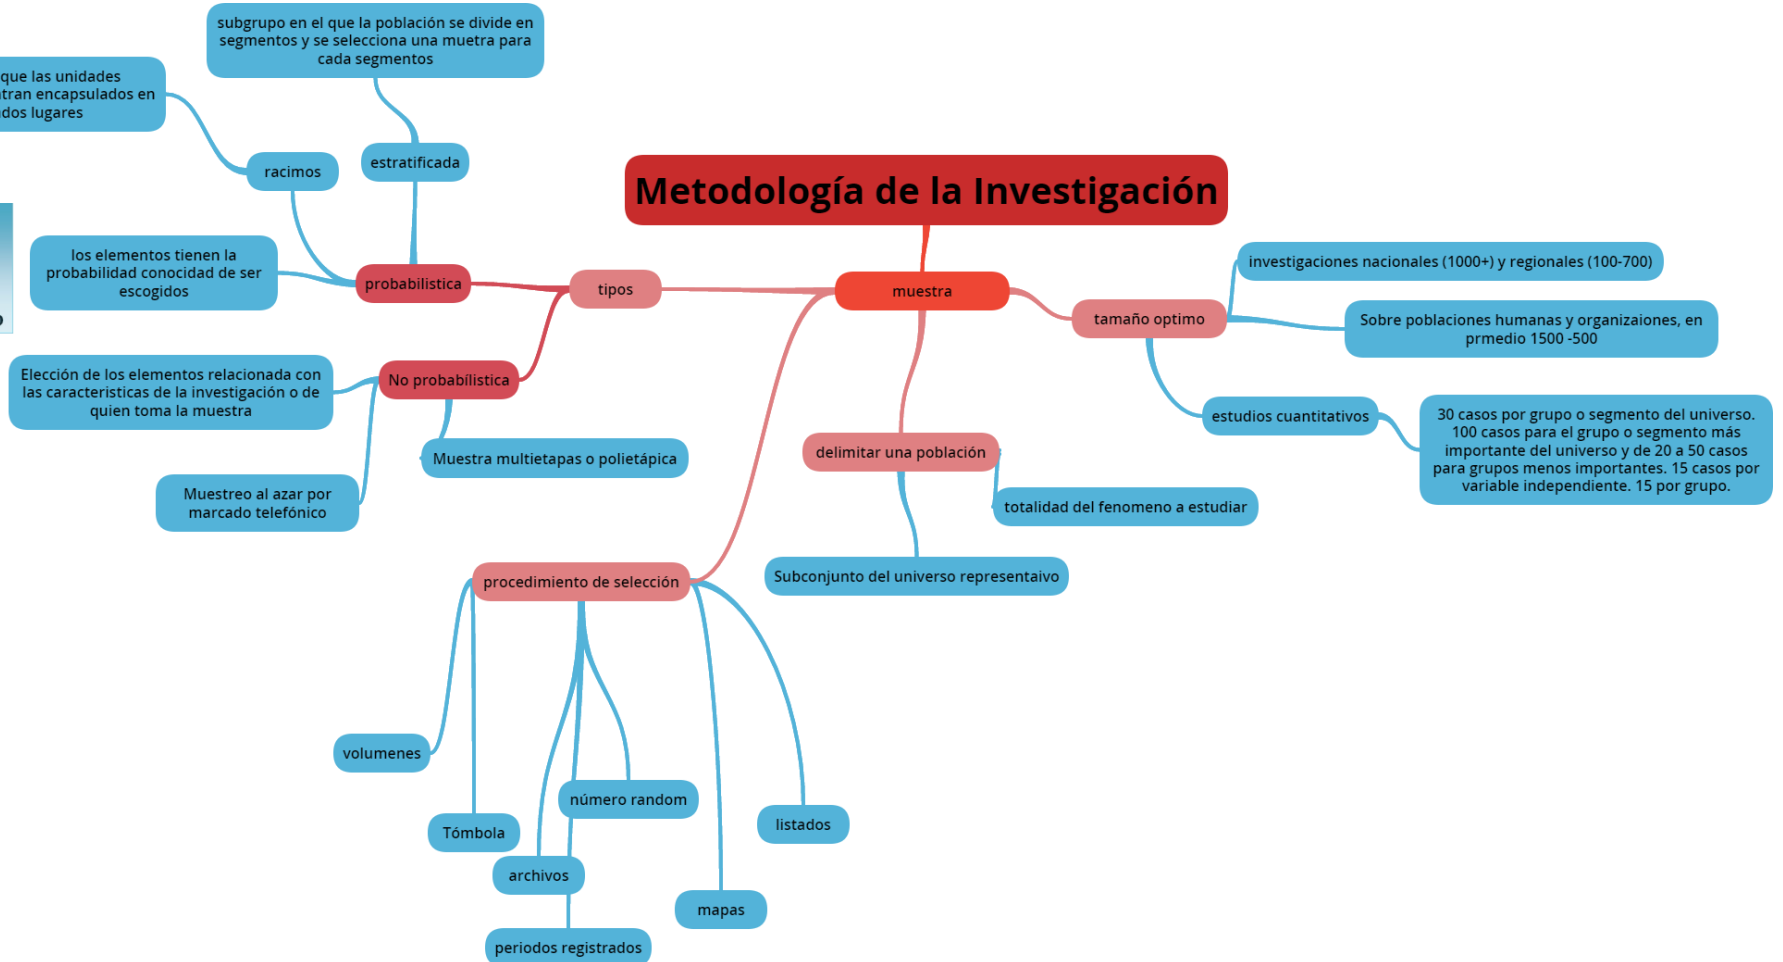 subgrupo en el que la población se divide en
segmentos y se selecciona una muetra para
cada segmentos
que las unidades
encapsulados en
lugares
racimos
estratificada
Metodología de la Investigación
los elementos tienen la
probabilidad conocidad de ser
escogidos
probabilistica
tipos
muestra
investigaciones nacionales (1000+) y regionales (100-700)
tamaño optimo
Sobre poblaciones humanas y organizaiones, en
prmedio 1500 -500
Elección de los elementos relacionada con
las caracteristicas de la investigación o de
quien toma la muestra
No probabílistica
Muestra multietapas o polietápica
Muestreo al azar por
marcado telefónico
estudios cuantitativos
30 casos por grupo o segmento del universo.
100 casos para el grupo o segmento más
importante del universo y de 20 a 50 casos
para grupos menos importantes. 15 casos por
variable independiente. 15 por grupo.
delimitar una población
totalidad del fenomeno a estudiar
Subconjunto del universo representaivo
procedimiento de selección
volumenes
Tómbola
número random
listados
archivos
mapas
periodos registrados